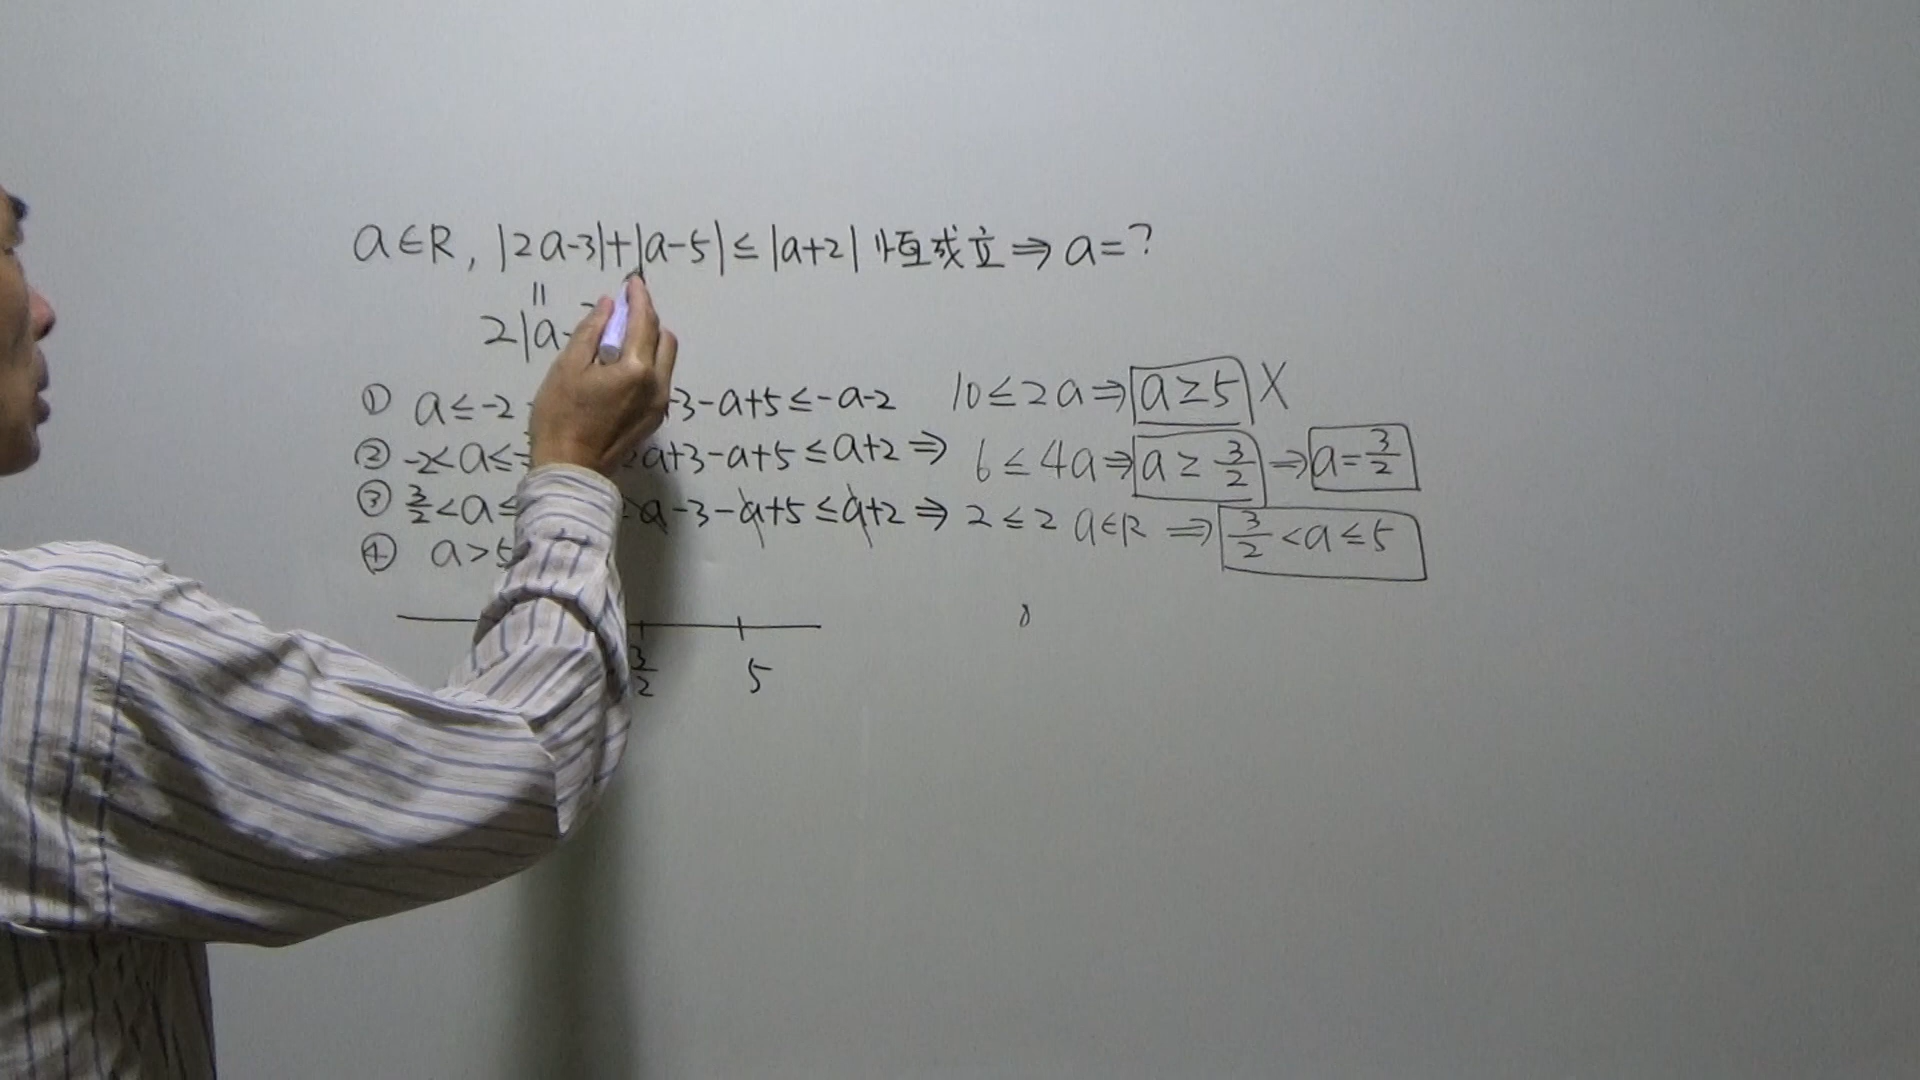 a∈R, |2a-3|+|a-5|≤|a+2| 恆成立⇒a=?
=
2|a-
① a≤-2 3-a+5≤-a-2 10≤2a⇒a≥5 X
② -2<a≤ 2a+3-a+5≤a+2⇒ 6≤4a⇒a≥3/2⇒a=3/2
③ 3/2<a≤ 2a-3-a+5≤a+2⇒ 2≤2 a∈R ⇒ 3/2<a≤5
④ a>5
3/2 5